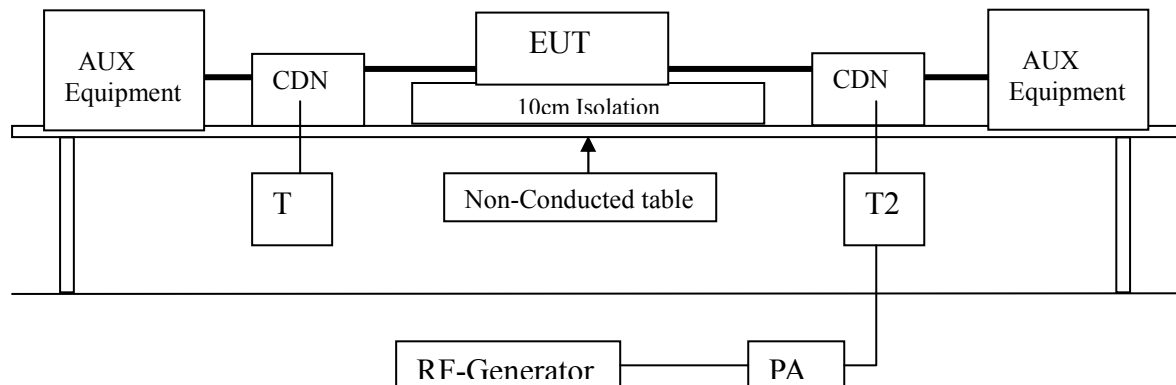 AUX
Equipment
CDN
EUT
10cm Isolation
CDN
AUX
Equipment
T
Non-Conducted table
T2
RF-Generator
PA